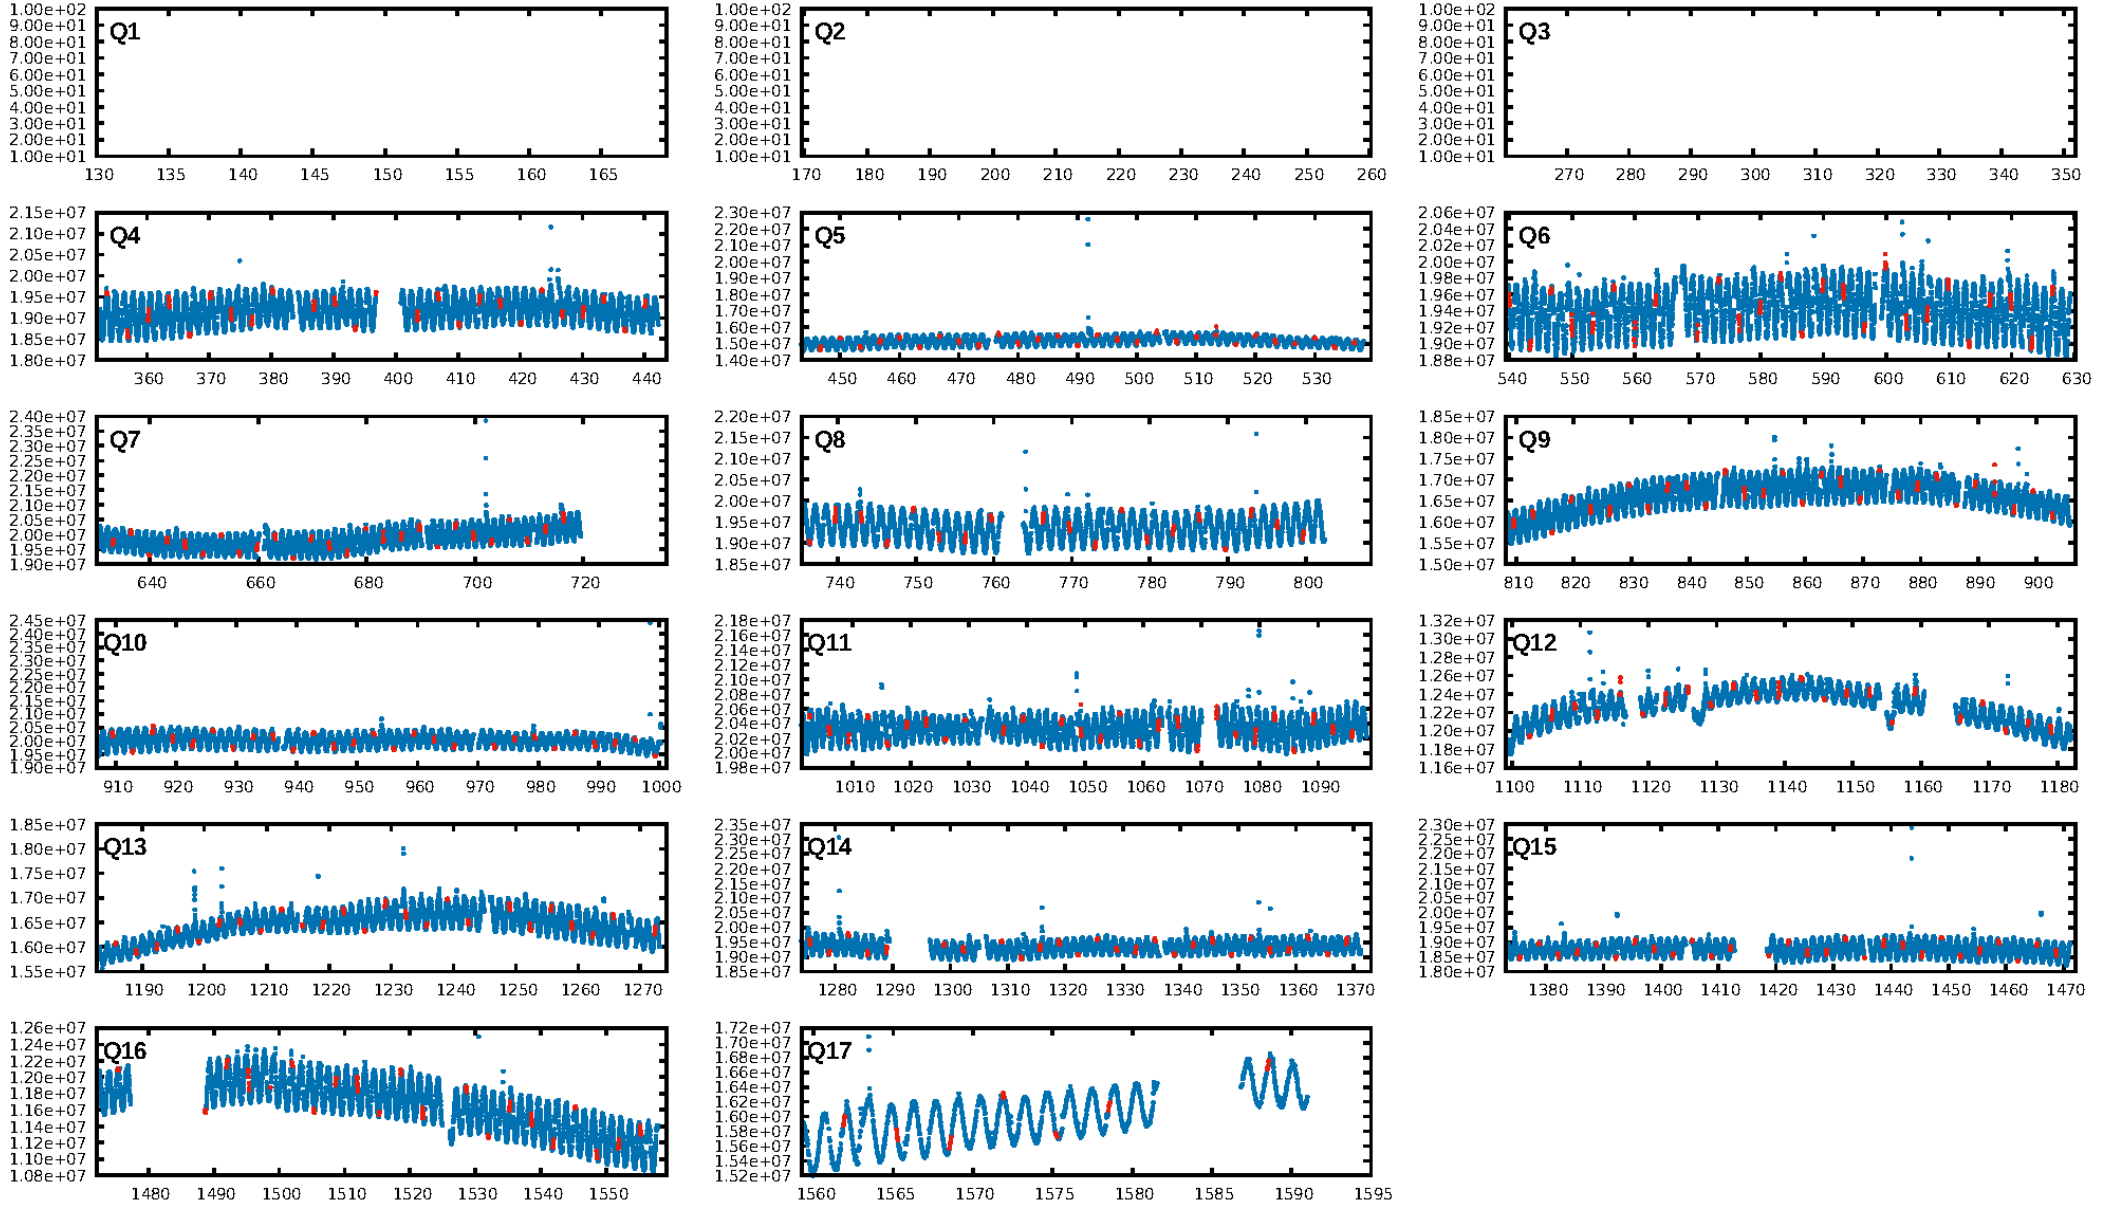 Q1
1.00e+02
9.00e+01
8.00e+01
7.00e+01
6.00e+01
5.00e+01
4.00e+01
3.00e+01
2.00e+01
1.00e+01
130 135 140 145 150 155 160 165
Q2
1.00e+02
9.00e+01
8.00e+01
7.00e+01
6.00e+01
5.00e+01
4.00e+01
3.00e+01
2.00e+01
1.00e+01
170 180 190 200 210 220 230 240 250 260
Q3
1.00e+02
9.00e+01
8.00e+01
7.00e+01
6.00e+01
5.00e+01
4.00e+01
3.00e+01
2.00e+01
1.00e+01
270 280 290 300 310 320 330 340 350
Q4
2.15e+07
2.10e+07
2.05e+07
2.00e+07
1.95e+07
1.90e+07
1.85e+07
1.80e+07
360 370 380 390 400 410 420 430 440
Q5
2.30e+07
2.20e+07
2.10e+07
2.00e+07
1.90e+07
1.80e+07
1.70e+07
1.60e+07
1.50e+07
1.40e+07
450 460 470 480 490 500 510 520 530
Q6
2.06e+07
2.04e+07
2.02e+07
2.00e+07
1.98e+07
1.96e+07
1.94e+07
1.92e+07
1.90e+07
1.88e+07
540 550 560 570 580 590 600 610 620 630
Q7
2.40e+07
2.35e+07
2.30e+07
2.25e+07
2.20e+07
2.15e+07
2.10e+07
2.05e+07
2.00e+07
1.95e+07
1.90e+07
640 660 680 700 720
Q8
2.20e+07
2.15e+07
2.10e+07
2.05e+07
2.00e+07
1.95e+07
1.90e+07
1.85e+07
740 750 760 770 780 790 800
Q9
1.85e+07
1.80e+07
1.75e+07
1.70e+07
1.65e+07
1.60e+07
1.55e+07
1.50e+07
810 820 830 840 850 860 870 880 890 900
Q10
2.45e+07
2.40e+07
2.35e+07
2.30e+07
2.25e+07
2.20e+07
2.15e+07
2.10e+07
2.05e+07
2.00e+07
1.95e+07
1.90e+07
910 920 930 940 950 960 970 980 990 1000
Q11
2.18e+07
2.16e+07
2.14e+07
2.12e+07
2.10e+07
2.08e+07
2.06e+07
2.04e+07
2.02e+07
2.00e+07
1.98e+07
1010 1020 1030 1040 1050 1060 1070 1080 1090
Q12
1.32e+07
1.30e+07
1.28e+07
1.26e+07
1.24e+07
1.22e+07
1.20e+07
1.18e+07
1.16e+07
1100 1110 1120 1130 1140 1150 1160 1170 1180
Q13
1.85e+07
1.80e+07
1.75e+07
1.70e+07
1.65e+07
1.60e+07
1.55e+07
1190 1200 1210 1220 1230 1240 1250 1260 1270
Q14
2.35e+07
2.30e+07
2.25e+07
2.20e+07
2.15e+07
2.10e+07
2.05e+07
2.00e+07
1.95e+07
1.90e+07
1.85e+07
1280 1290 1300 1310 1320 1330 1340 1350 1360 1370
Q15
2.30e+07
2.25e+07
2.20e+07
2.15e+07
2.10e+07
2.05e+07
2.00e+07
1.95e+07
1.90e+07
1.85e+07
1.80e+07
1380 1390 1400 1410 1420 1430 1440 1450 1460 1470
Q16
1.26e+07
1.24e+07
1.22e+07
1.20e+07
1.18e+07
1.16e+07
1.14e+07
1.12e+07
1.10e+07
1.08e+07
1480 1490 1500 1510 1520 1530 1540 1550
Q17
1.72e+07
1.70e+07
1.68e+07
1.66e+07
1.64e+07
1.62e+07
1.60e+07
1.58e+07
1.56e+07
1.54e+07
1.52e+07
1560 1565 1570 1575 1580 1585 1590 1595